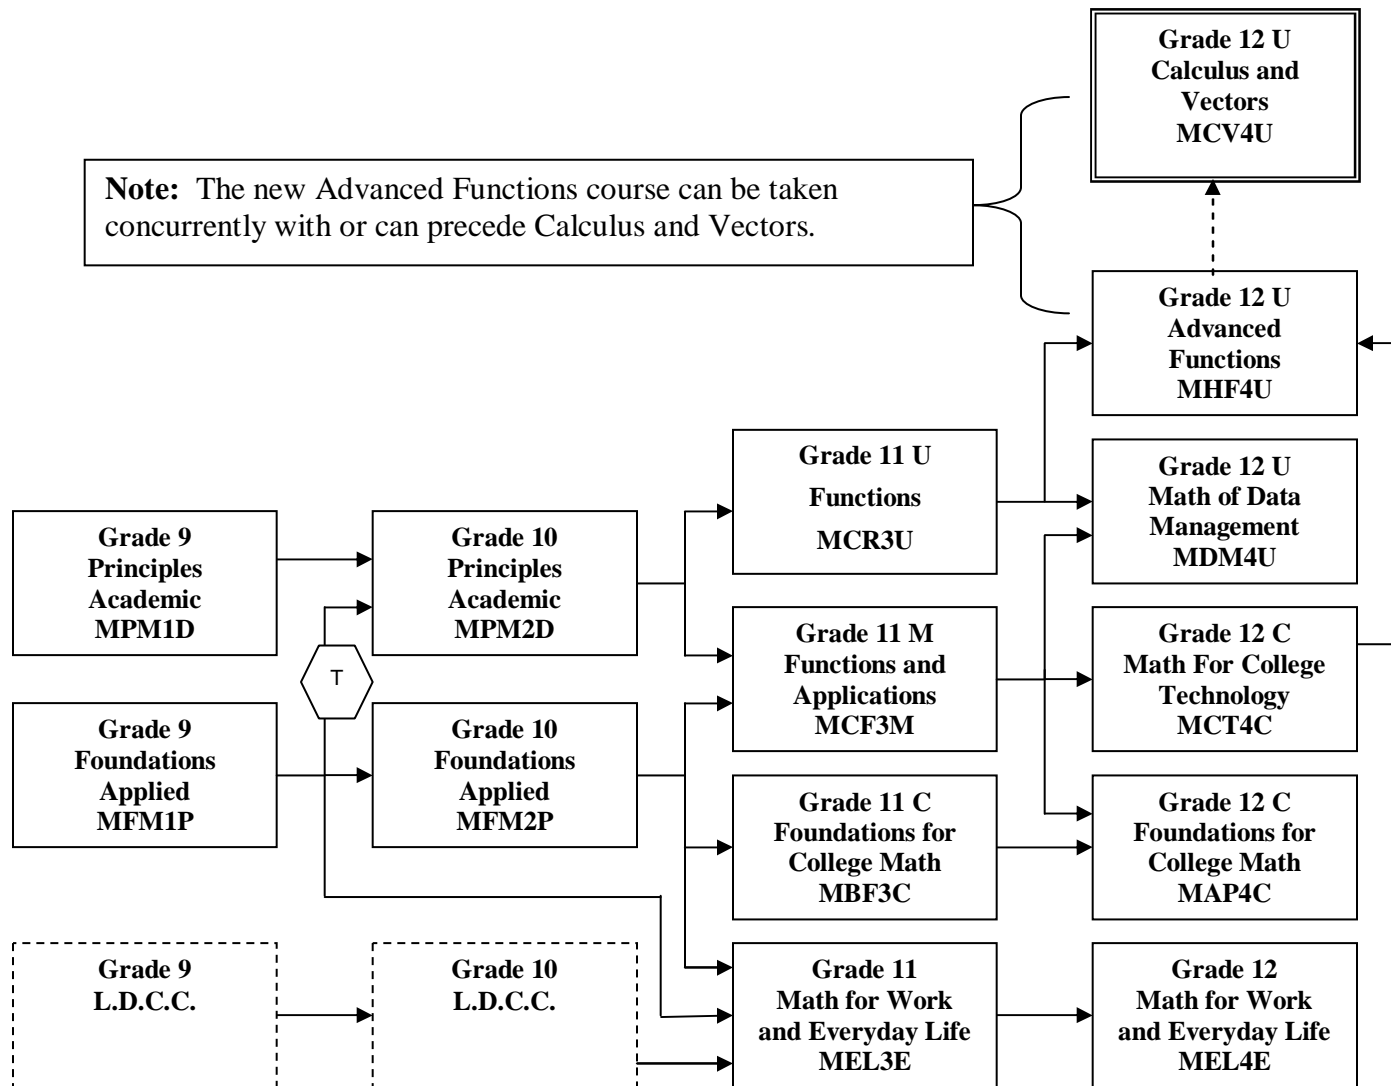 Grade 12 U
Calculus and
Vectors
MCV4U
Note: The new Advanced Functions course can be taken
concurrently with or can precede Calculus and Vectors.
Grade 12 U
Advanced
Functions
MHF4U
Grade 11 U
Functions
MCR3U
Grade 12 U
Math of Data
Management
MDM4U
Grade 9
Principles
Academic
MPM1D
Grade 10
Principles
Academic
MPM2D
Grade 11 M
Functions and
Applications
MCF3M
Grade 12 C
Math For College
Technology
MCT4C
T
Grade 9
Foundations
Applied
MFM1P
Grade 10
Foundations
Applied
MFM2P
Grade 11 C
Foundations for
College Math
MBF3C
Grade 12 C
Foundations for
College Math
MAP4C
Grade 9
L.D.C.C.
Grade 10
L.D.C.C.
Grade 11
Math for Work
and Everyday Life
MEL3E
Grade 12
Math for Work
and Everyday Life
MEL4E